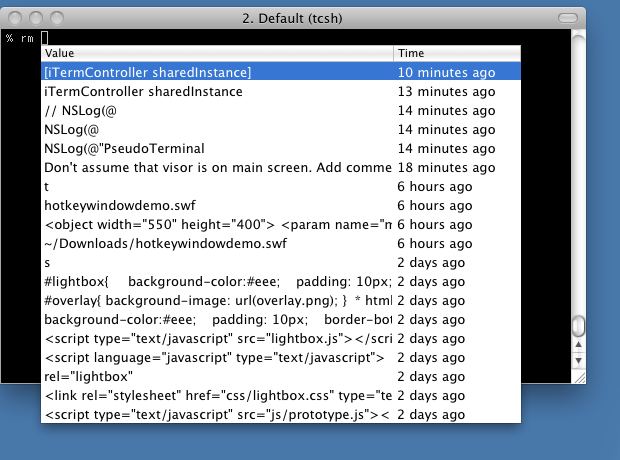 2. Default (tcsh)
% rm
Value Time
[iTermController sharedInstance] 10 minutes ago
iTermController sharedInstance 13 minutes ago
// NSLog(@ 14 minutes ago
NSLog(@ 14 minutes ago
NSLog(@"PseudoTerminal 14 minutes ago
Don't assume that visor is on main screen. Add comme 18 minutes ago
t 6 hours ago
hotkeywindowdemo.swf 6 hours ago
<object width="550" height="400"> <param name="m 6 hours ago
~/Downloads/hotkeywindowdemo.swf 6 hours ago
s 2 days ago
#lightbox{ background-color:#eee; padding: 10px; 2 days ago
#overlay{ background-image: url(overlay.png); } * html 2 days ago
background-color:#eee; padding: 10px; border-bot 2 days ago
<script type="text/javascript" src="lightbox.js"></scri 2 days ago
<script language="javascript" type="text/javascript"> 2 days ago
rel="lightbox" 2 days ago
<link rel="stylesheet" href="css/lightbox.css" type="te 2 days ago
<script type="text/javascript" src="js/prototype.js">< 2 days ago